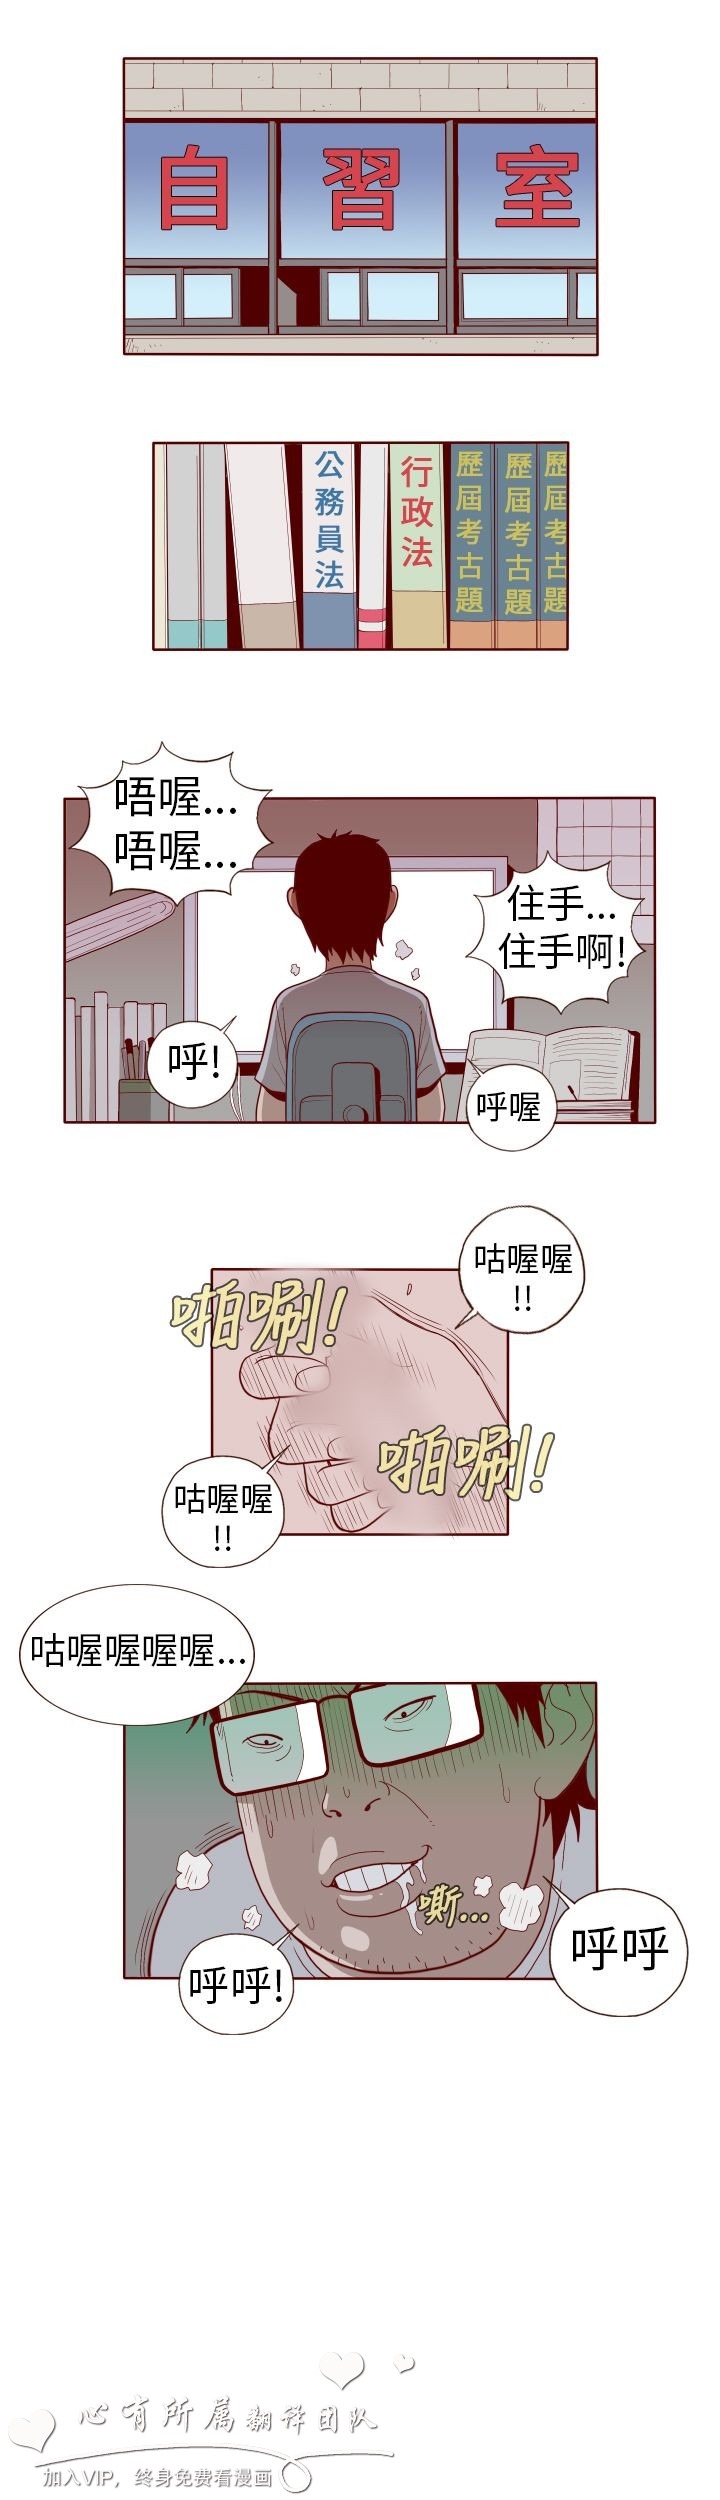 自習室
公務員法
行政法
歷屆考古題
歷屆考古題
歷屆考古題
唔喔...
唔喔...
住手...
住手啊!
呼!
呼喔
咕喔喔
!!
啪唰!
啪唰!
咕喔喔
!!
咕喔喔喔喔...
嘶...
呼呼
呼呼!
心有所属翻译团队
加入VIP，终身免费看漫画